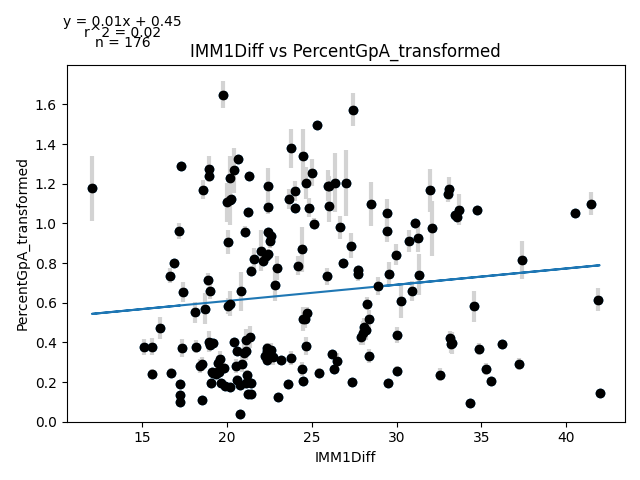 y = 0.01x + 0.45
r^2 = 0.02
n = 176
IMM1Diff vs PercentGpA_transformed
PercentGpA_transformed
1.6
1.4
1.2
1.0
0.8
0.6
0.4
0.2
0.0
15 20 25 30 35 40
IMM1Diff